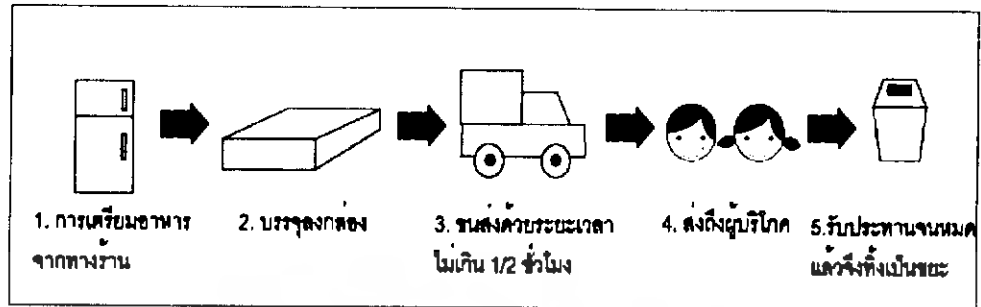 1. การเตรียมอาหาร
จากทางร้าน
2. บรรจุลงกล่อง
3. ขนส่งด้วยระยะเวลา
ไม่เกิน 1/2 ชั่วโมง
4. ส่งถึงผู้บริโภค
5.รับประทานจนหมด
แล้วจึงทิ้งเป็นขยะ